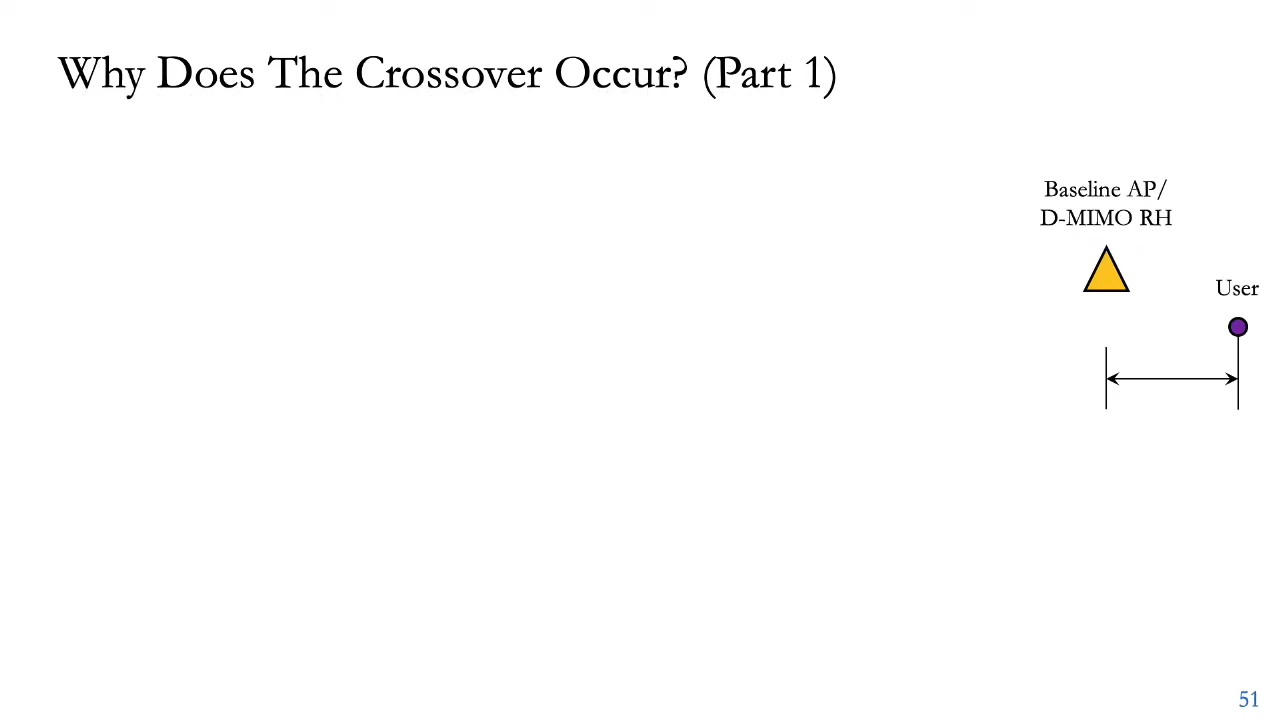 Why Does The Crossover Occur? (Part 1)
Baseline AP/
D-MIMO RH
User
51